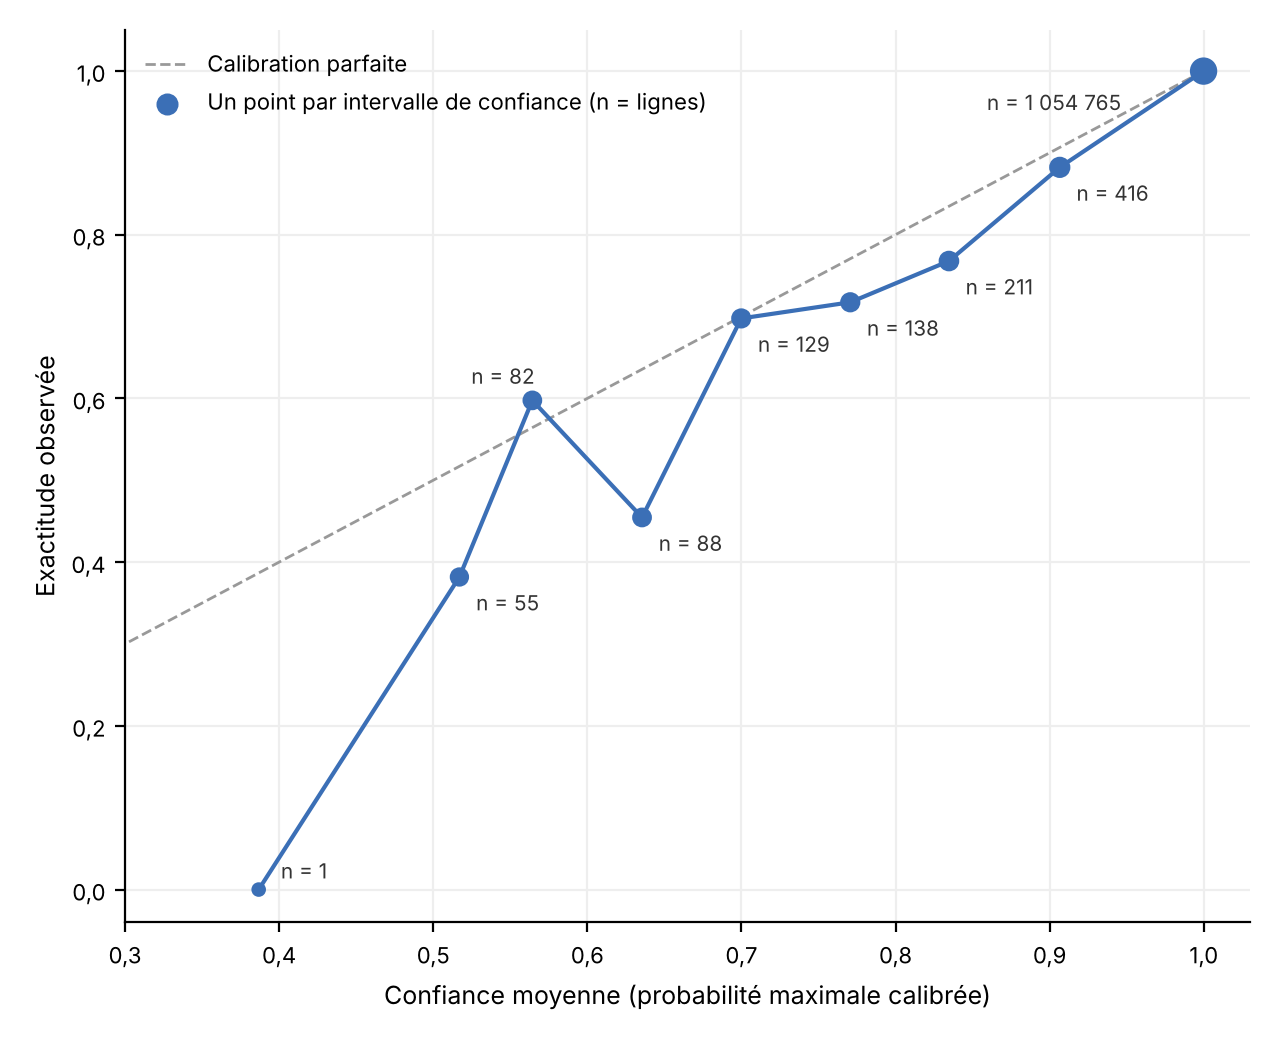 Calibration parfaite
Un point par intervalle de confiance (n = lignes)
n = 1 054 765
n = 416
n = 211
n = 138
n = 129
n = 82
n = 88
n = 55
n = 1
1,0
0,8
0,6
0,4
0,2
0,0
Exactitude observée
0,3 0,4 0,5 0,6 0,7 0,8 0,9 1,0
Confiance moyenne (probabilité maximale calibrée)